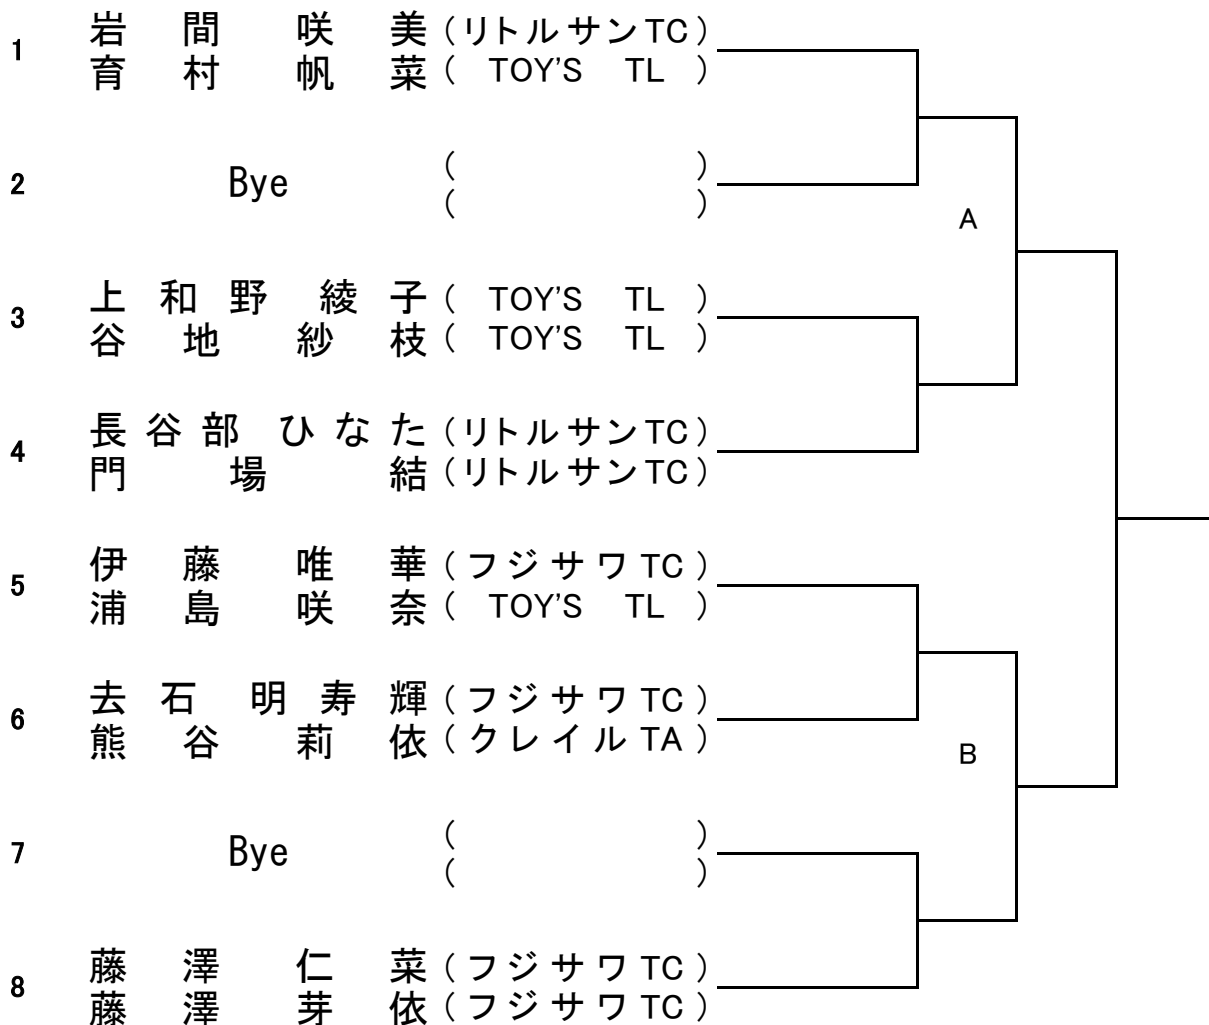 1 岩間 咲美 (リトルサンTC)
育村 帆菜 ( TOY'S TL )
2 Bye ( )
( )
A
3 上和野 綾子 ( TOY'S TL )
谷地 紗枝 ( TOY'S TL )
4 長谷部 ひなた (リトルサンTC)
門場 結 (リトルサンTC)
5 伊藤 唯華 (フジサワTC)
浦島 咲奈 ( TOY'S TL )
6 去石 明寿輝 (フジサワTC)
熊谷 莉依 (クレイルTA)
B
7 Bye ( )
( )
8 藤澤 仁菜 (フジサワTC)
藤澤 芽依 (フジサワTC)